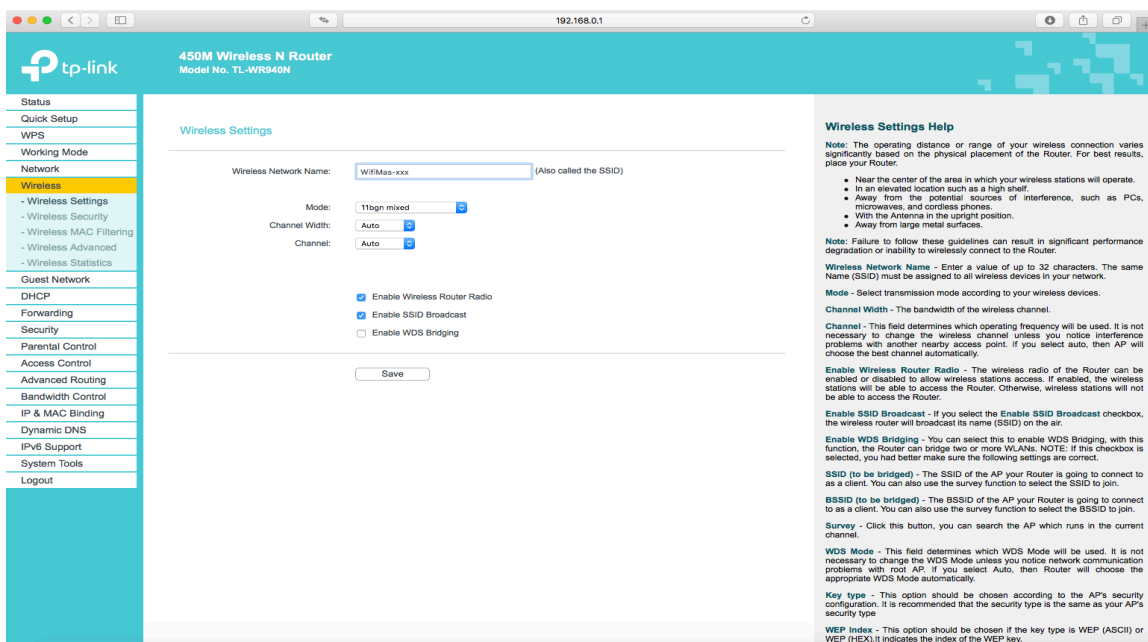 192.168.0.1
tp-link
450M Wireless N Router
Model No. TL-WR940N
Status
Quick Setup
WPS
Working Mode
Network
Wireless
- Wireless Settings
- Wireless Security
- Wireless MAC Filtering
- Wireless Advanced
- Wireless Statistics
Guest Network
DHCP
Forwarding
Security
Parental Control
Access Control
Advanced Routing
Bandwidth Control
IP & MAC Binding
Dynamic DNS
IPv6 Support
System Tools
Logout
Wireless Settings
Wireless Network Name: WifiMas-xxx (Also called the SSID)
Mode: 11bgn mixed
Channel Width: Auto
Channel: Auto
Enable Wireless Router Radio
Enable SSID Broadcast
Enable WDS Bridging
Save
Wireless Settings Help
Note: The operating distance or range of your wireless connection varies
significantly based on the physical placement of the Router. For best results,
place your Router.
• Near the center of the area in which your wireless stations will operate.
• In an elevated location such as a high shelf.
• Away from the potential sources of interference, such as PCs,
microwaves, and cordless phones.
• With the Antenna in the upright position.
• Away from large metal surfaces.
Note: Failure to follow these guidelines can result in significant performance
degradation or inability to wirelessly connect to the Router.
Wireless Network Name - Enter a value of up to 32 characters. The same
Name (SSID) must be assigned to all wireless devices in your network.
Mode - Select transmission mode according to your wireless devices.
Channel Width - The bandwidth of the wireless channel.
Channel - This field determines which operating frequency will be used. It is not
necessary to change the wireless channel unless you notice interference
problems with another nearby access point. If you select auto, then AP will
choose the best channel automatically.
Enable Wireless Router Radio - The wireless radio of the Router can be
enabled or disabled to allow wireless stations access. If enabled, the wireless
stations will be able to access the Router. Otherwise, wireless stations will not
be able to access the Router.
Enable SSID Broadcast - If you select the Enable SSID Broadcast checkbox,
the wireless router will broadcast its name (SSID) on the air.
Enable WDS Bridging - You can select this to enable WDS Bridging, with this
function, the Router can bridge two or more WLANs. NOTE: If this checkbox is
selected, you had better make sure the following settings are correct.
SSID (to be bridged) - The SSID of the AP your Router is going to connect to
as a client. You can also use the survey function to select the SSID to join.
BSSID (to be bridged) - The BSSID of the AP your Router is going to connect
to as a client. You can also use the survey function to select the BSSID to join.
Survey - Click this button, you can search the AP which runs in the current
channel.
WDS Mode - This field determines which WDS Mode will be used. It is not
necessary to change the WDS Mode unless you notice network communication
problems with root AP. If you select Auto, then Router will choose the
appropriate WDS Mode automatically.
Key type - This option should be chosen according to the AP's security
configuration. It is recommended that the security type is the same as your AP's
security type
WEP Index - This option should be chosen if the key type is WEP (ASCII) or
WEP (HEX).It indicates the index of the WEP key.